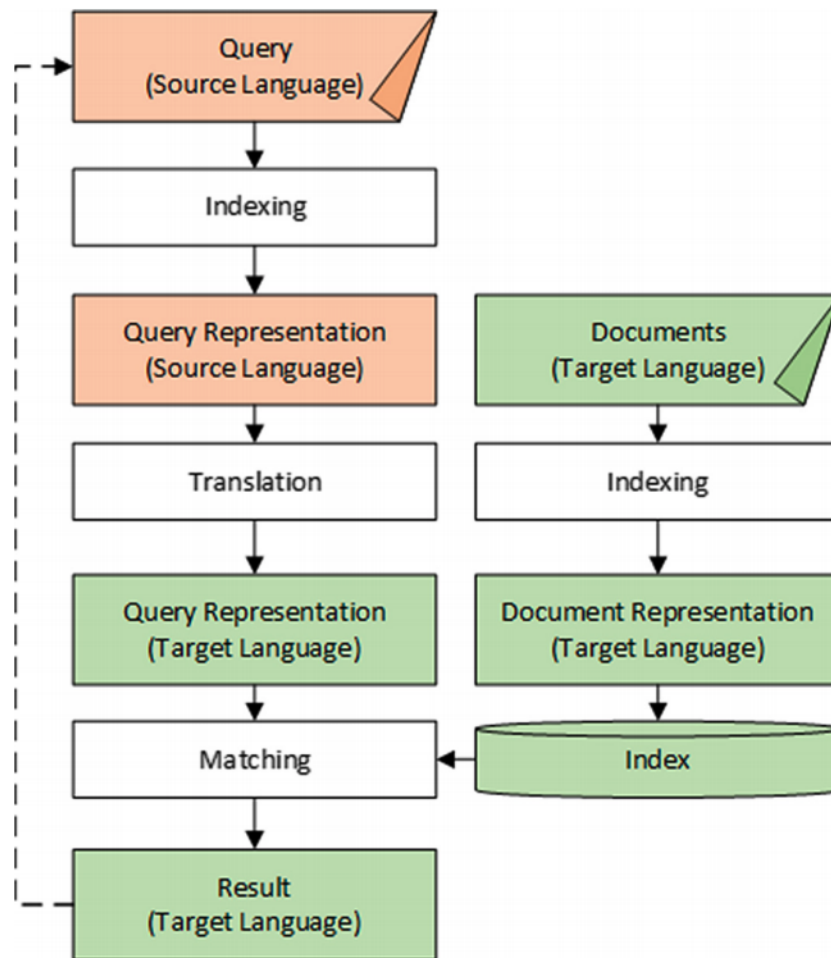 Query
(Source Language)
Indexing
Query Representation
(Source Language)
Translation
Query Representation
(Target Language)
Matching
Result
(Target Language)
Documents
(Target Language)
Indexing
Document Representation
(Target Language)
Index